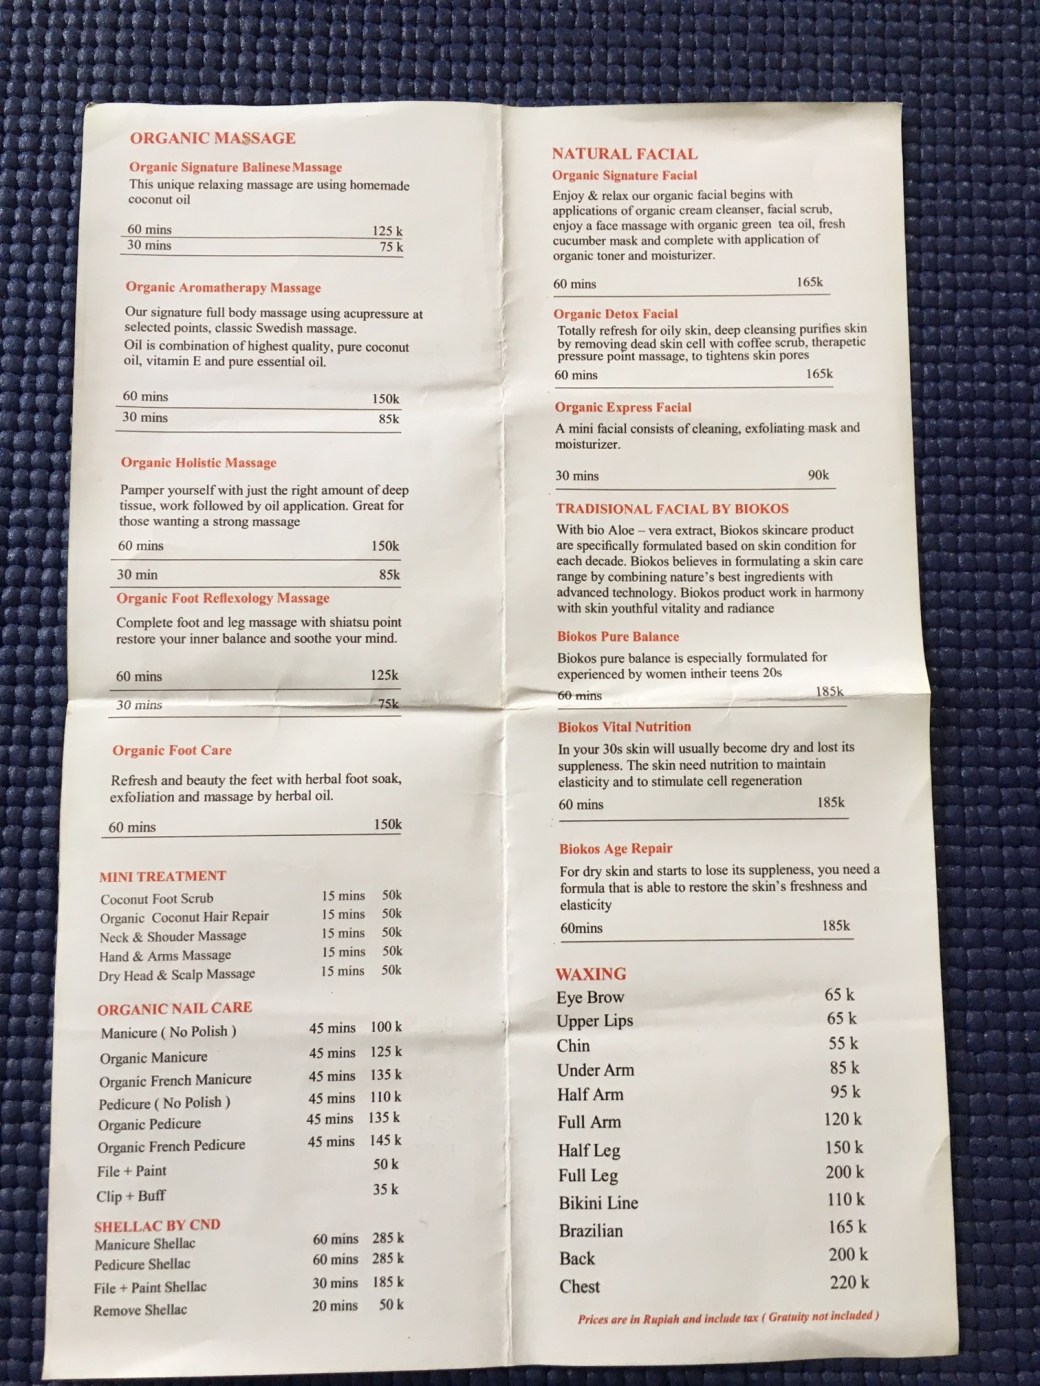 ORGANIC MASSAGE
Organic Signature Balinese Massage
This unique relaxing massage are using homemade
coconut oil
60 mins 125 k
30 mins 75 k
Organic Aromatherapy Massage
Our signature full body massage using acupressure at
selected points, classic Swedish massage.
Oil is combination of highest quality, pure coconut
oil, vitamin E and pure essential oil.
60 mins 150k
30 mins 85k
Organic Holistic Massage
Pamper yourself with just the right amount of deep
tissue, work followed by oil application. Great for
those wanting a strong massage
60 mins 150k
30 min 85k
Organic Foot Reflexology Massage
Complete foot and leg massage with shiatsu point
restore your inner balance and soothe your mind.
60 mins 125k
30 mins 75k
Organic Foot Care
Refresh and beauty the feet with herbal foot soak,
exfoliation and massage by herbal oil.
60 mins 150k
MINI TREATMENT
Coconut Foot Scrub 15 mins 50k
Organic Coconut Hair Repair 15 mins 50k
Neck & Shouder Massage 15 mins 50k
Hand & Arms Massage 15 mins 50k
Dry Head & Scalp Massage 15 mins 50k
ORGANIC NAIL CARE
Manicure ( No Polish ) 45 mins 100 k
Organic Manicure 45 mins 125 k
Organic French Manicure 45 mins 135 k
Pedicure ( No Polish ) 45 mins 110 k
Organic Pedicure 45 mins 135 k
Organic French Pedicure 45 mins 145 k
File + Paint 50 k
Clip + Buff 35 k
SHELLAC BY CND
Manicure Shellac 60 mins 285 k
Pedicure Shellac 60 mins 285 k
File + Paint Shellac 30 mins 185 k
Remove Shellac 20 mins 50 k
NATURAL FACIAL
Organic Signature Facial
Enjoy & relax our organic facial begins with
applications of organic cream cleanser, facial scrub,
enjoy a face massage with organic green tea oil, fresh
cucumber mask and complete with application of
organic toner and moisturizer.
60 mins 165k
Organic Detox Facial
Totally refresh for oily skin, deep cleansing purifies skin
by removing dead skin cell with coffee scrub, therapetic
pressure point massage, to tightens skin pores
60 mins 165k
Organic Express Facial
A mini facial consists of cleaning, exfoliating mask and
moisturizer.
30 mins 90k
TRADISIONAL FACIAL BY BIOKOS
With bio Aloe – vera extract, Biokos skincare product
are specifically formulated based on skin condition for
each decade. Biokos believes in formulating a skin care
range by combining nature's best ingredients with
advanced technology. Biokos product work in harmony
with skin youthful vitality and radiance
Biokos Pure Balance
Biokos pure balance is especially formulated for
experienced by women intheir teens 20s
60 mins 185k
Biokos Vital Nutrition
In your 30s skin will usually become dry and lost its
suppleness. The skin need nutrition to maintain
elasticity and to stimulate cell regeneration
60 mins 185k
Biokos Age Repair
For dry skin and starts to lose its suppleness, you need a
formula that is able to restore the skin's freshness and
elasticity
60mins 185k
WAXING
Eye Brow 65 k
Upper Lips 65 k
Chin 55 k
Under Arm 85 k
Half Arm 95 k
Full Arm 120 k
Half Leg 150 k
Full Leg 200 k
Bikini Line 110 k
Brazilian 165 k
Back 200 k
Chest 220 k
Prices are in Rupiah and include tax ( Gratuity not included )